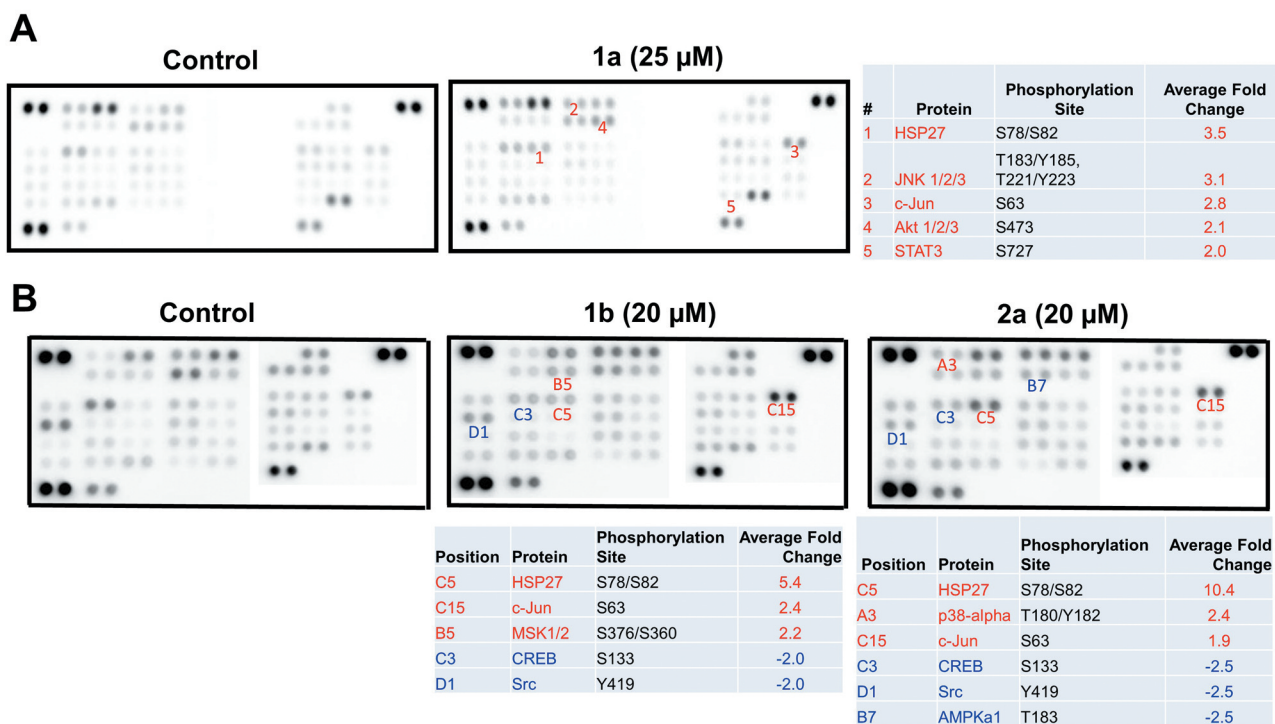 A
Control
1a (25 µM)
2
4
1
3
5
# Protein Phosphorylation Site Average Fold Change
1 HSP27 S78/S82 3.5
2 JNK 1/2/3 T183/Y185, T221/Y223 3.1
3 c-Jun S63 2.8
4 Akt 1/2/3 S473 2.1
5 STAT3 S727 2.0
B
Control
1b (20 µM)
2a (20 µM)
B5
C3
C5
D1
C15
A3
B7
C3
C5
D1
C15
Position Protein Phosphorylation Site Average Fold Change
C5 HSP27 S78/S82 5.4
C15 c-Jun S63 2.4
B5 MSK1/2 S376/S360 2.2
C3 CREB S133 -2.0
D1 Src Y419 -2.0
Position Protein Phosphorylation Site Average Fold Change
C5 HSP27 S78/S82 10.4
A3 p38-alpha T180/Y182 2.4
C15 c-Jun S63 1.9
C3 CREB S133 -2.5
D1 Src Y419 -2.5
B7 AMPKa1 T183 -2.5